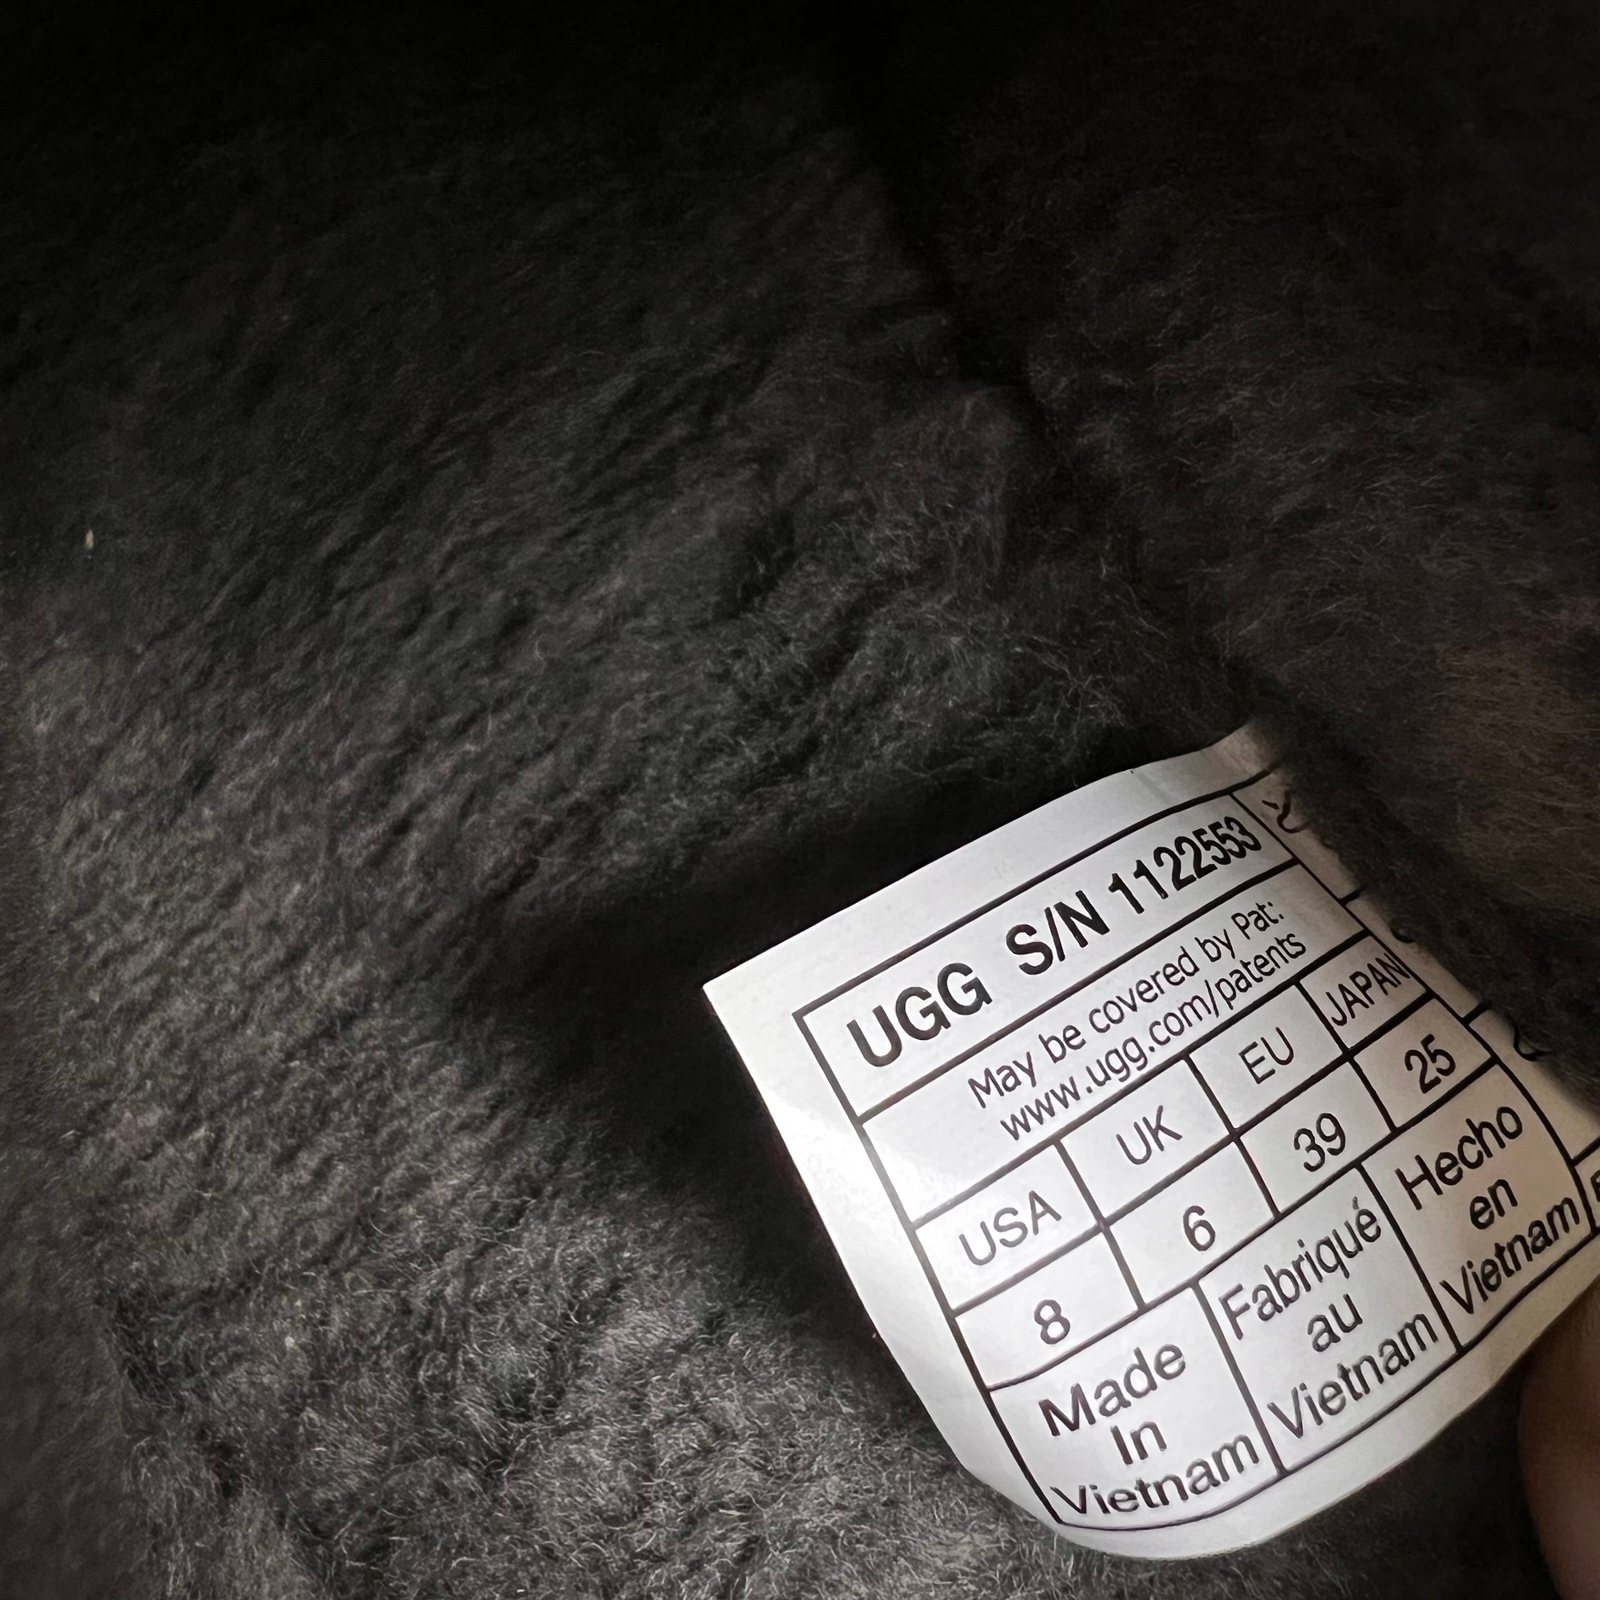 UGG S/N 1122553
May be covered by Pat:
www.ugg.com/patents
USA UK EU JAPAN
8 6 39 25
Made
In
Vietnam
Fabriqué
au
Vietnam
Hecho
en
Vietnam